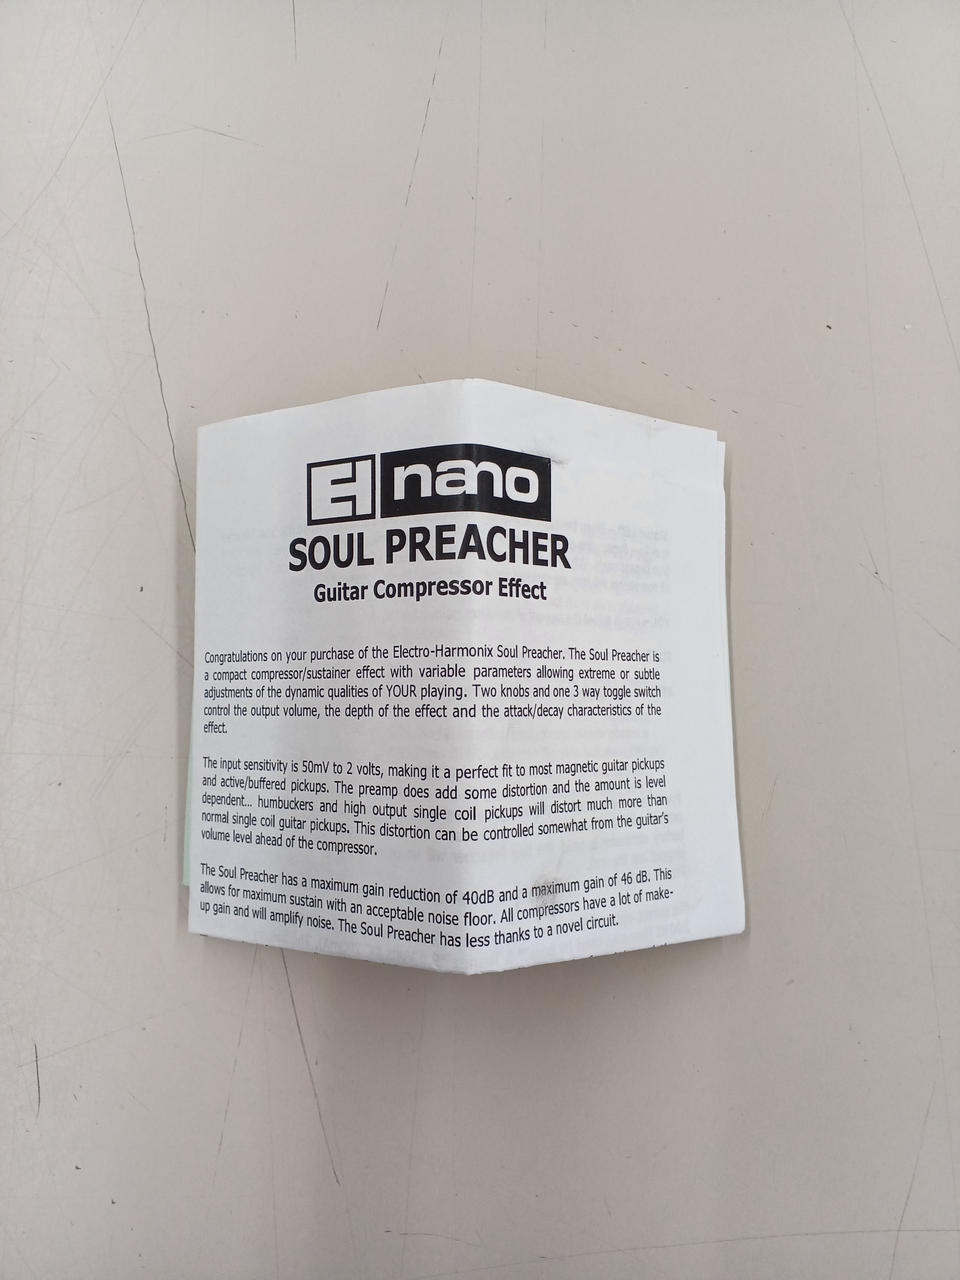 EH nano
SOUL PREACHER
Guitar Compressor Effect
Congratulations on your purchase of the Electro-Harmonix Soul Preacher. The Soul Preacher is
a compact compressor/sustainer effect with variable parameters allowing extreme or subtle
adjustments of the dynamic qualities of YOUR playing. Two knobs and one 3 way toggle switch
control the output volume, the depth of the effect and the attack/decay characteristics of the
effect.
The input sensitivity is 50mV to 2 volts, making it a perfect fit to most magnetic guitar pickups
and active/buffered pickups. The preamp does add some distortion and the amount is level
dependent... humbuckers and high output single coil pickups will distort much more than
normal single coil guitar pickups. This distortion can be controlled somewhat from the guitar's
volume level ahead of the compressor.
The Soul Preacher has a maximum gain reduction of 40dB and a maximum gain of 46 dB. This
allows for maximum sustain with an acceptable noise floor. All compressors have a lot of make-
up gain and will amplify noise. The Soul Preacher has less thanks to a novel circuit.